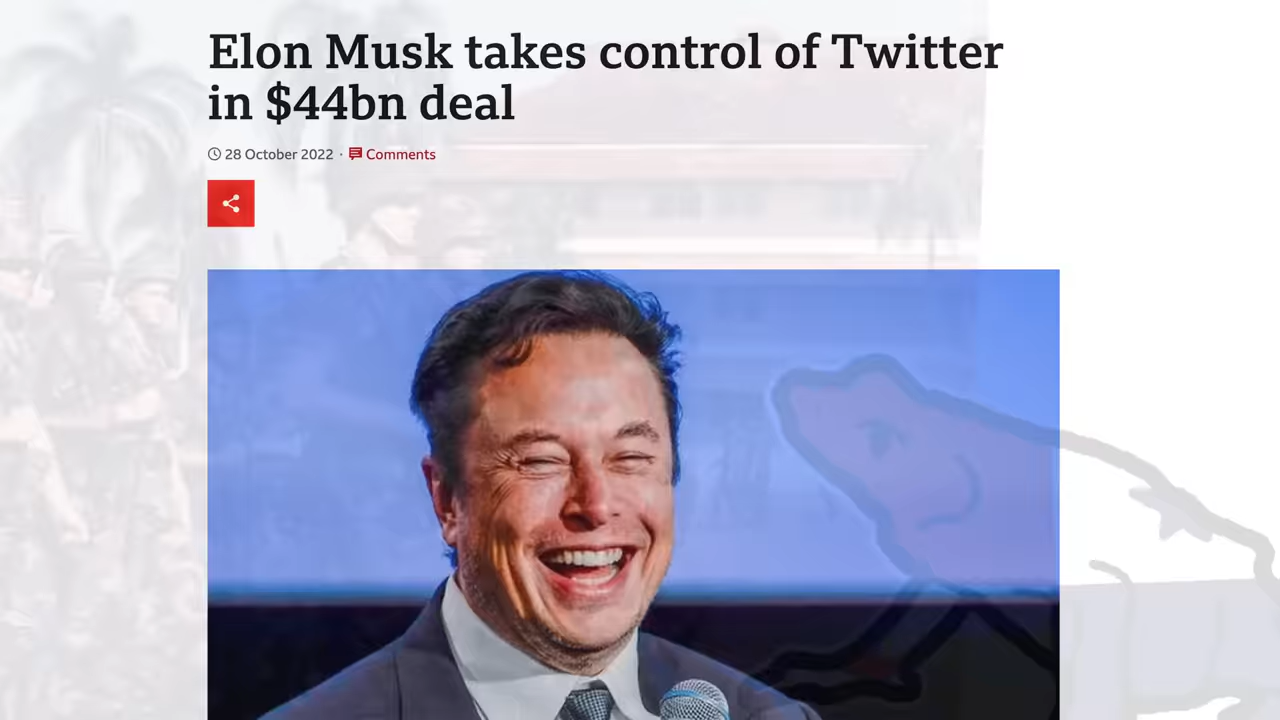 Elon Musk takes control of Twitter
in $44bn deal
28 October 2022 · Comments